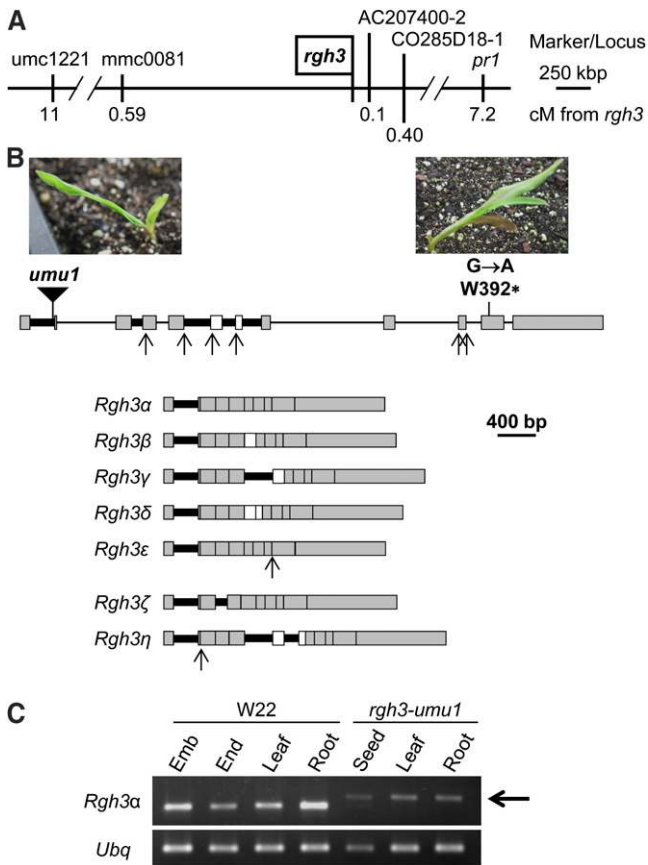 A
AC207400-2
CO285D18-1
umc1221
mmc0081
rgh3
pr1
Marker/Locus
250 kbp
11
0.59
0.1
0.40
7.2
cM from rgh3
B
umu1
G→A
W392*
Rgh3α
Rgh3β
Rgh3γ
Rgh3δ
Rgh3ε
Rgh3ζ
Rgh3η
400 bp
C
W22
rgh3-umu1
Emb
End
Leaf
Root
Seed
Leaf
Root
Rgh3α
Ubq